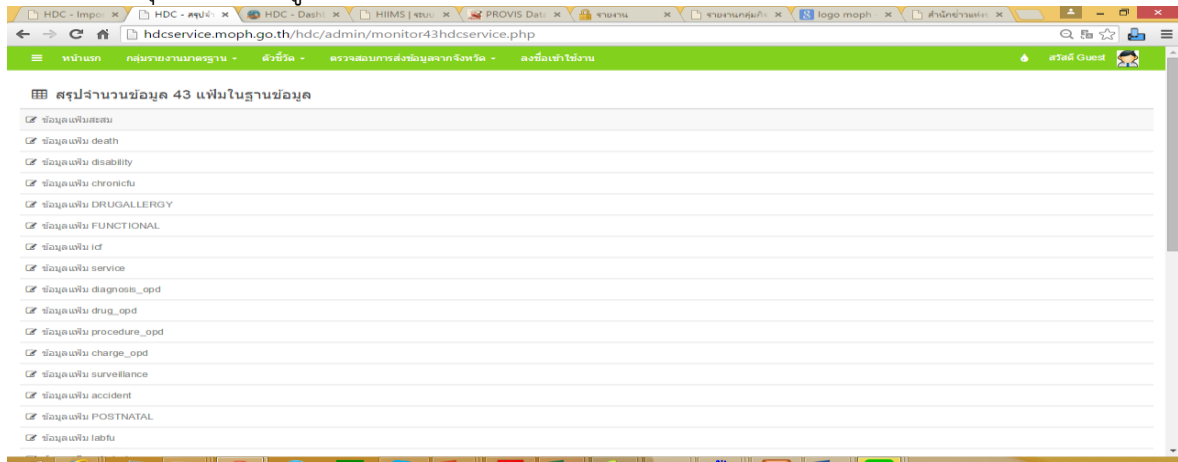 HDC - Impor
HDC - สรุปจำ
HDC - Dash
HIIMS | ระบบ
PROVIS Data
รายงาน
รายงานกลุ่มภัย
logo moph
สำนักข่าวแห่ง
hdcservice.moph.go.th/hdc/admin/monitor43hdcservice.php
หน้าแรก กลุ่มรายงานมาตรฐาน ตัวชี้วัด ตรวจสอบการส่งข้อมูลจากจังหวัด ลงชื่อเข้าใช้งาน สวัสดี Guest
สรุปจำนวนข้อมูล 43 แฟ้มในฐานข้อมูล
ข้อมูลแฟ้มสะสม
ข้อมูลแฟ้ม death
ข้อมูลแฟ้ม disability
ข้อมูลแฟ้ม chronicfu
ข้อมูลแฟ้ม DRUGALLERGY
ข้อมูลแฟ้ม FUNCTIONAL
ข้อมูลแฟ้ม icf
ข้อมูลแฟ้ม service
ข้อมูลแฟ้ม diagnosis_opd
ข้อมูลแฟ้ม drug_opd
ข้อมูลแฟ้ม procedure_opd
ข้อมูลแฟ้ม charge_opd
ข้อมูลแฟ้ม surveillance
ข้อมูลแฟ้ม accident
ข้อมูลแฟ้ม POSTNATAL
ข้อมูลแฟ้ม labfu